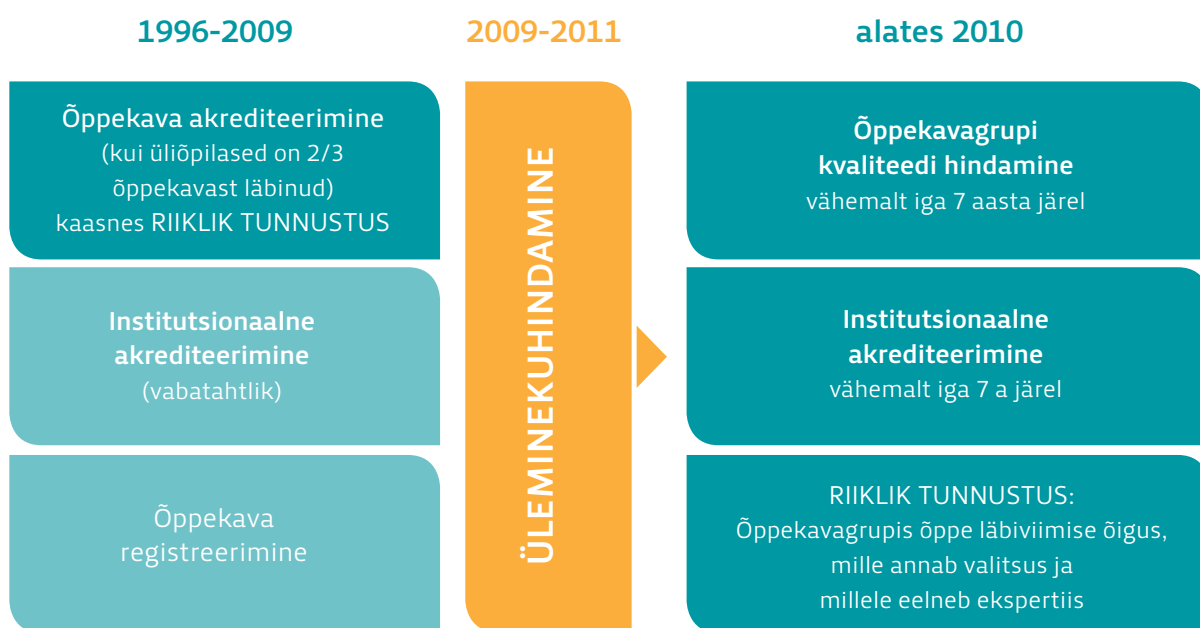 1996-2009
Õppekava akrediteerimine
(kui üliõpilased on 2/3
õppekavast läbinud)
kaasnes RIIKLIK TUNNUSTUS
Institutsionaalne
akrediteerimine
(vabatahtlik)
Õppekava
registreerimine
2009-2011
ÜLEMINEKUHINDAMINE
alates 2010
Õppekavagrupi
kvaliteedi hindamine
vähemalt iga 7 aasta järel
Institutsionaalne
akrediteerimine
vähemalt iga 7 a järel
RIIKLIK TUNNUSTUS:
Õppekavagrupis õppe läbiviimise õigus,
mille annab valitsus ja
millele eelneb ekspertiis